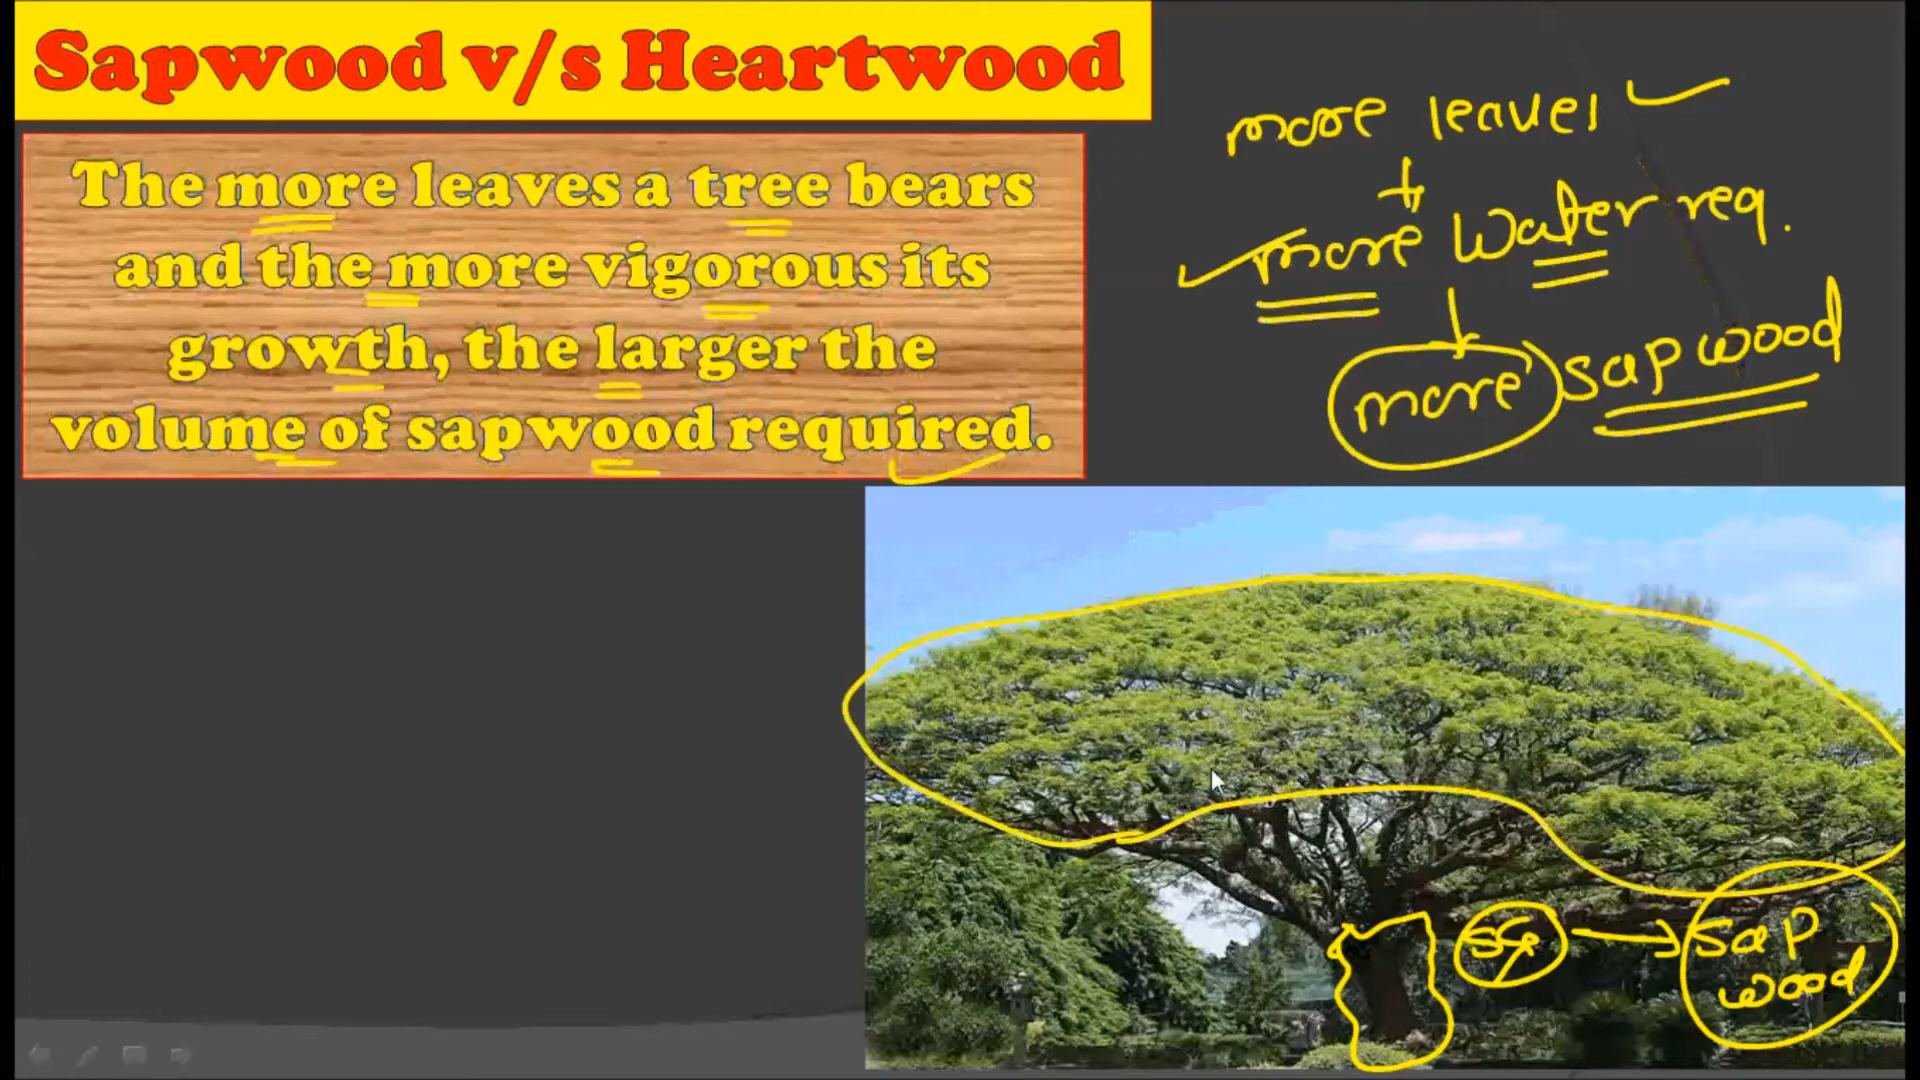 Sapwood v/s Heartwood
The more leaves a tree bears
and the more vigorous its
growth, the larger the
volume of sapwood required.
more leaves
more water req.
more sapwood
sap
wood